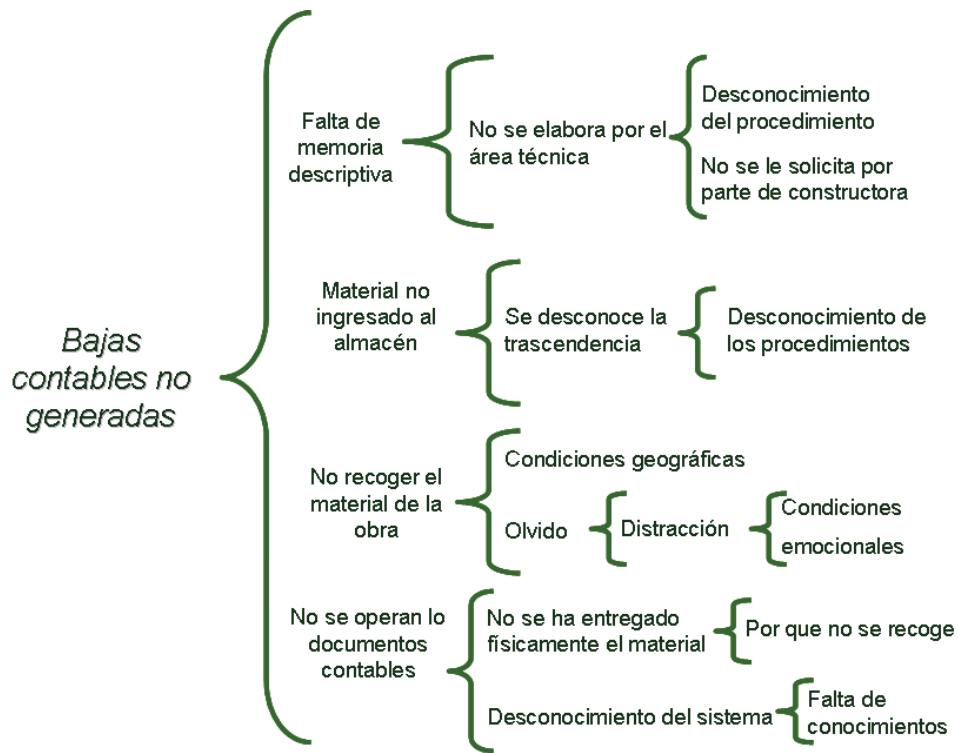 Bajas
contables no
generadas
Falta de
memoria
descriptiva
No se elabora por el
área técnica
Desconocimiento
del procedimiento
No se le solicita por
parte de constructora
Material no
ingresado al
almacén
Se desconoce la
trascendencia
Desconocimiento de
los procedimientos
No recoger el
material de la
obra
Condiciones geográficas
Olvido
Distracción
Condiciones
emocionales
No se operan lo
documentos
contables
No se ha entregado
físicamente el material
Por que no se recoge
Desconocimiento del sistema
Falta de
conocimientos